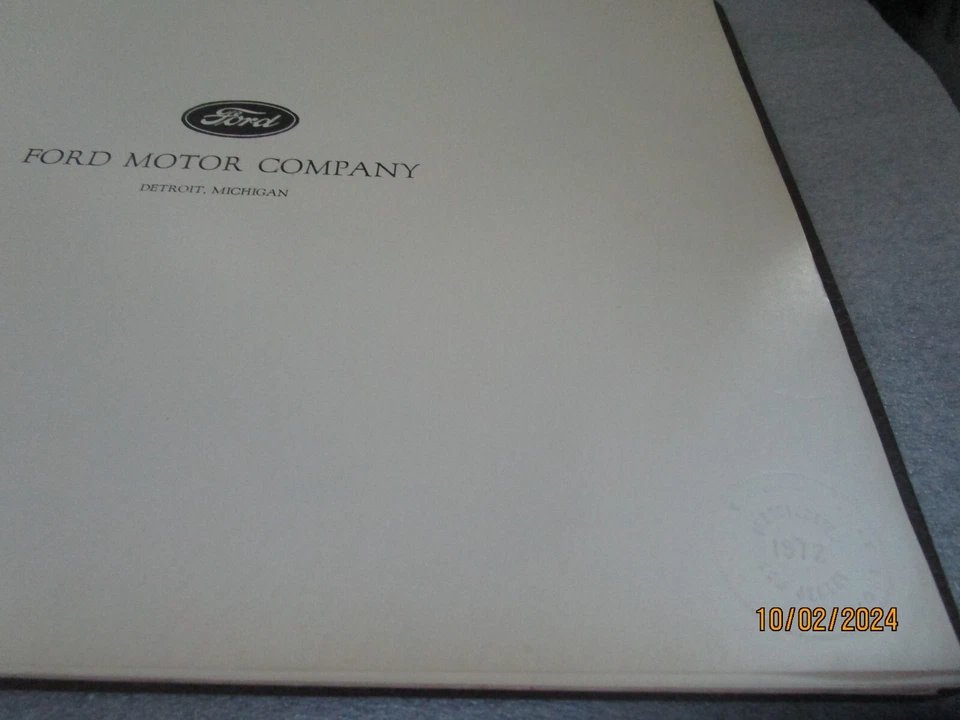 Ford
FORD MOTOR COMPANY
DETROIT, MICHIGAN
1972
10/02/2024